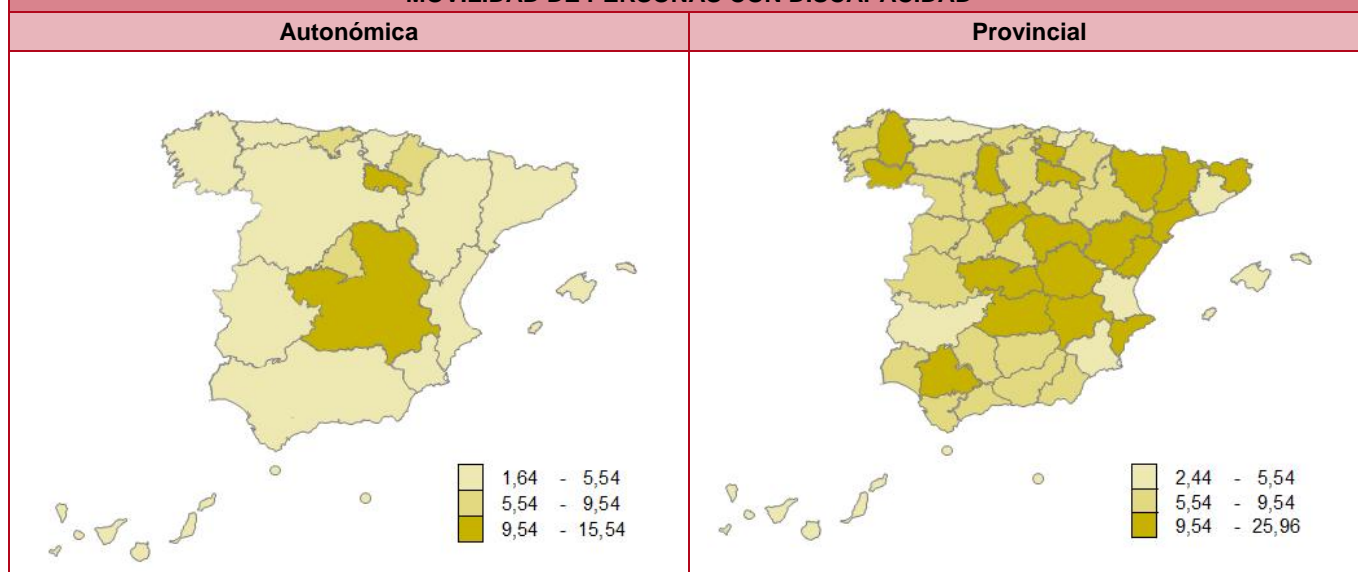 MOVILIDAD DE PERSONAS CON DISCAPACIDAD
Autonómica
Provincial
1,64 - 5,54
5,54 - 9,54
9,54 - 15,54
2,44 - 5,54
5,54 - 9,54
9,54 - 25,96